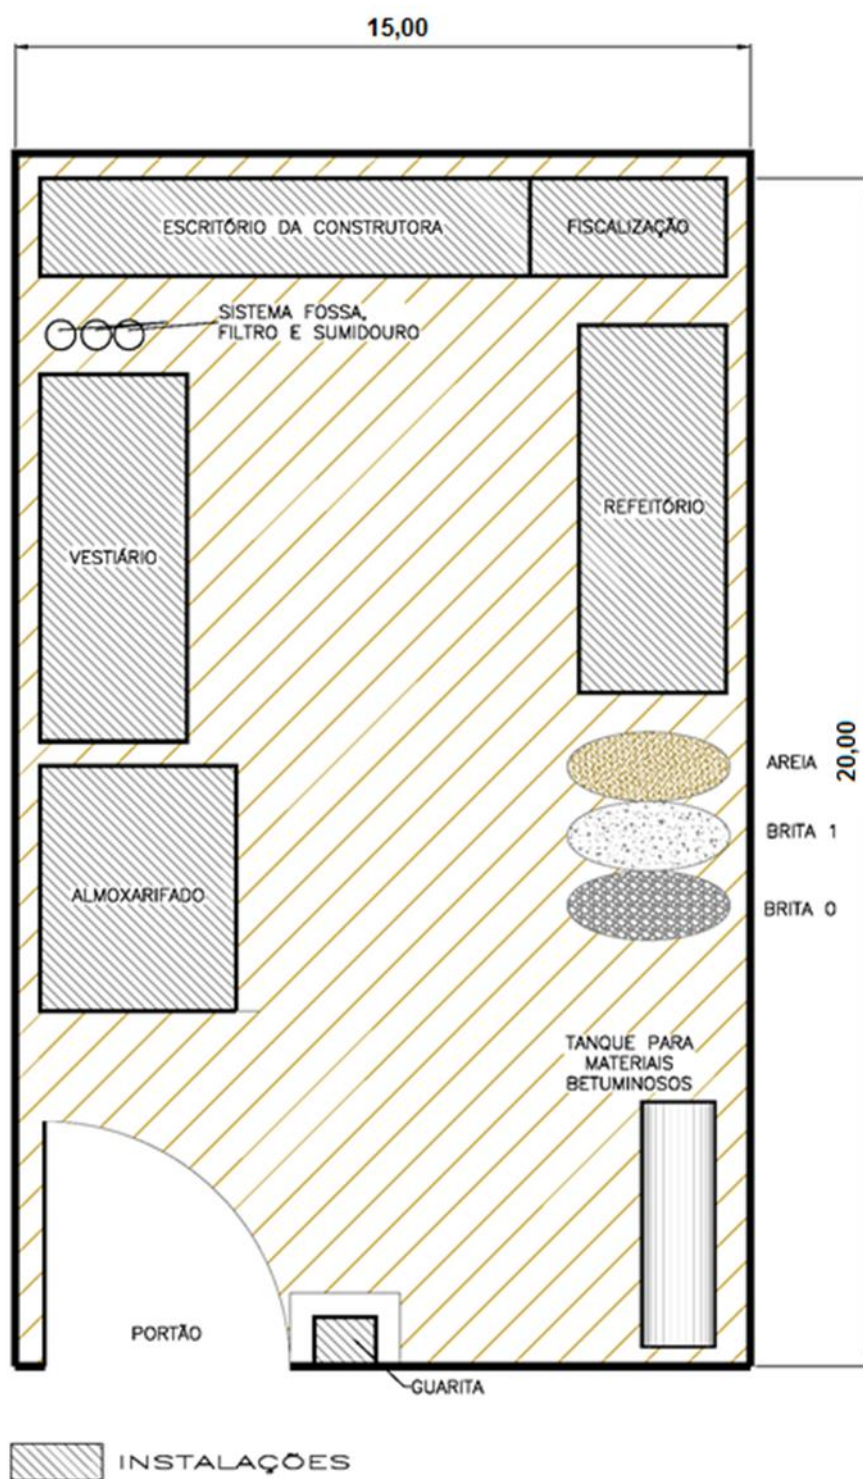 15,00
ESCRITÓRIO DA CONSTRUTORA
FISCALIZAÇÃO
SISTEMA FOSSA,
FILTRO E SUMIDOURO
VESTIÁRIO
REFEITÓRIO
20,00
AREIA
BRITA 1
BRITA 0
ALMOXARIFADO
TANQUE PARA
MATERIAIS
BETUMINOSOS
PORTÃO
GUARITA
INSTALAÇÕES